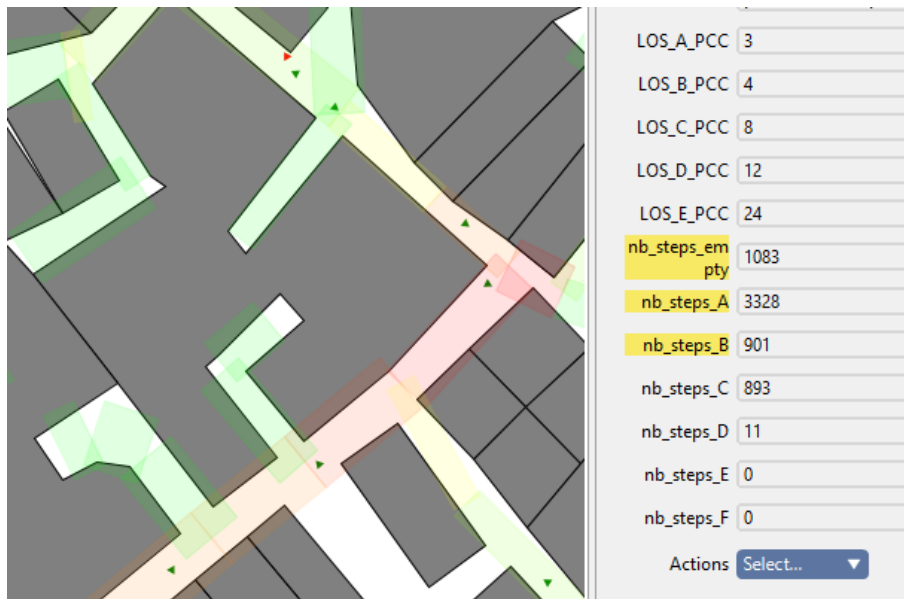 LOS_A_PCC 3
LOS_B_PCC 4
LOS_C_PCC 8
LOS_D_PCC 12
LOS_E_PCC 24
nb_steps_em
pty 1083
nb_steps_A 3328
nb_steps_B 901
nb_steps_C 893
nb_steps_D 11
nb_steps_E 0
nb_steps_F 0
Actions Select...